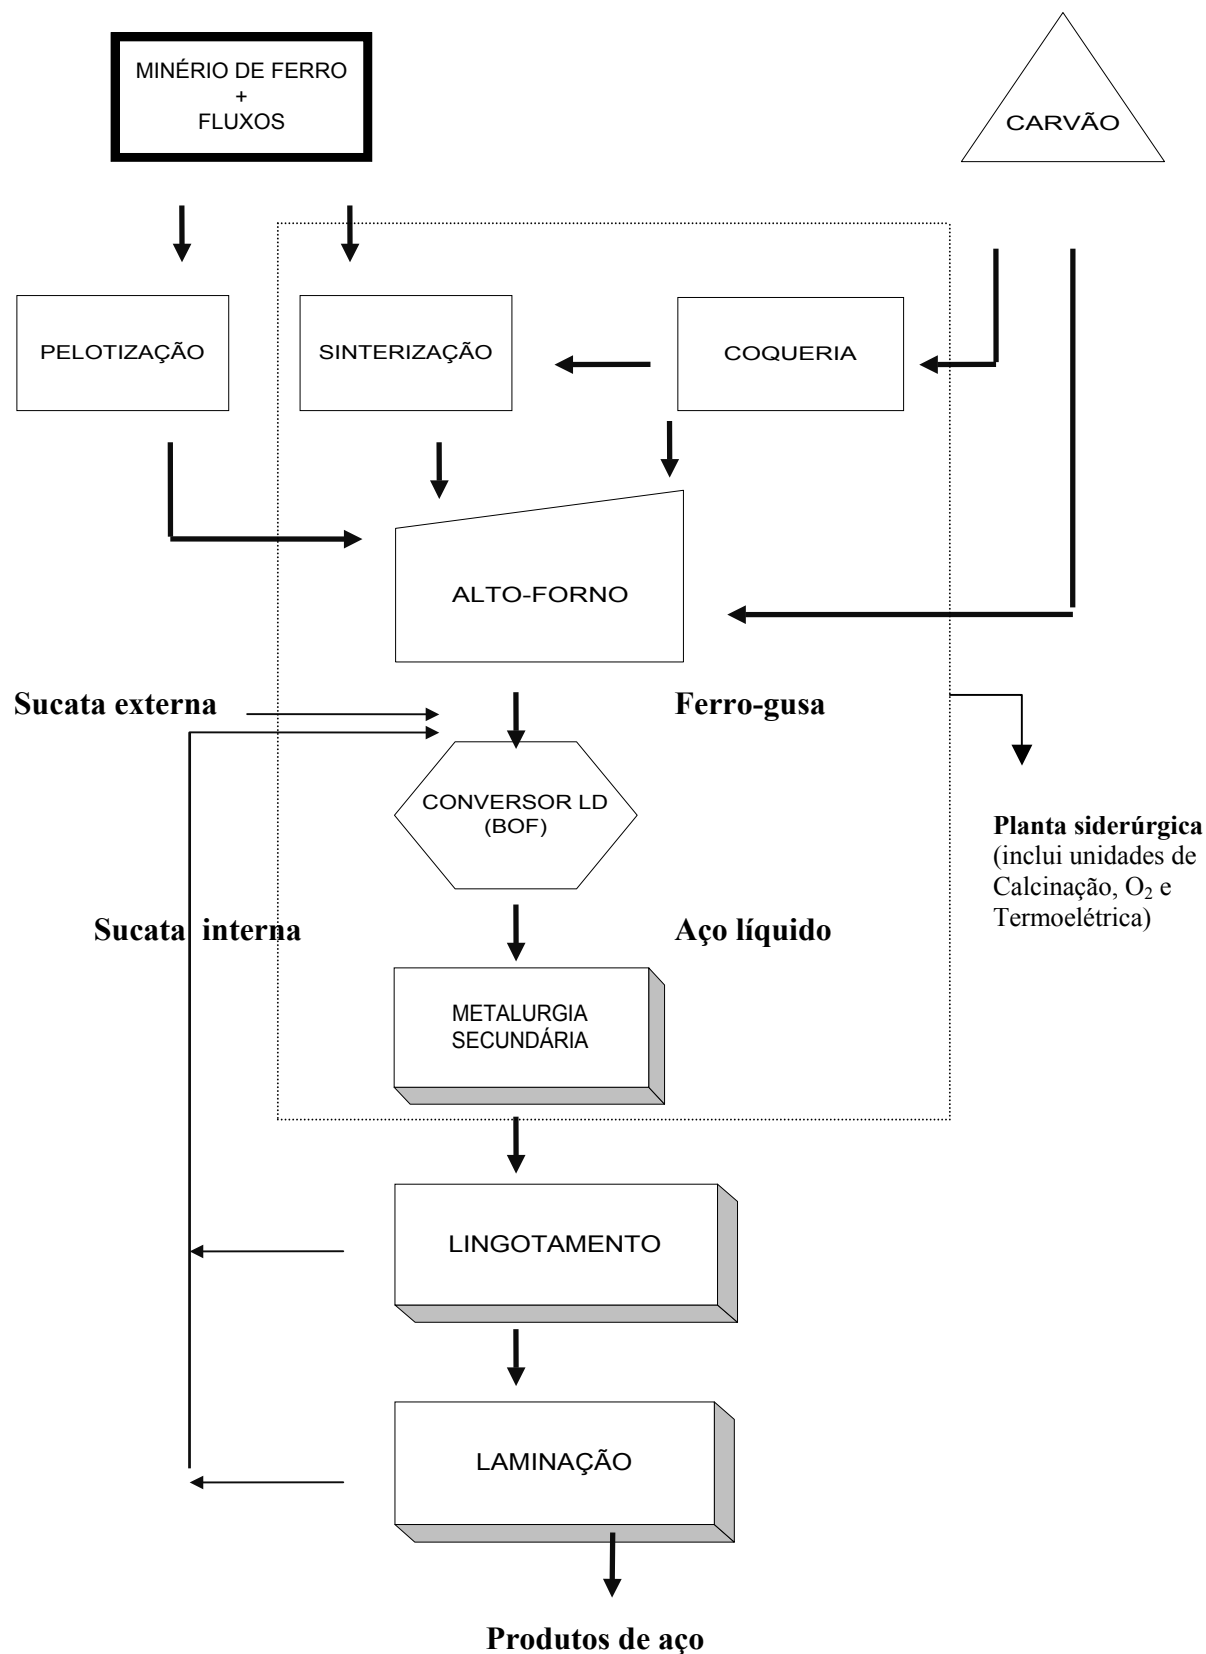 MINÉRIO DE FERRO
+
FLUXOS
CARVÃO
PELOTIZAÇÃO
SINTERIZAÇÃO
COQUERIA
ALTO-FORNO
Sucata externa
Ferro-gusa
CONVERSOR LD
(BOF)
Planta siderúrgica
(inclui unidades de
Calcinação, O₂ e
Termoelétrica)
Sucata interna
Aço líquido
METALURGIA
SECUNDÁRIA
LINGOTAMENTO
LAMINAÇÃO
Produtos de aço